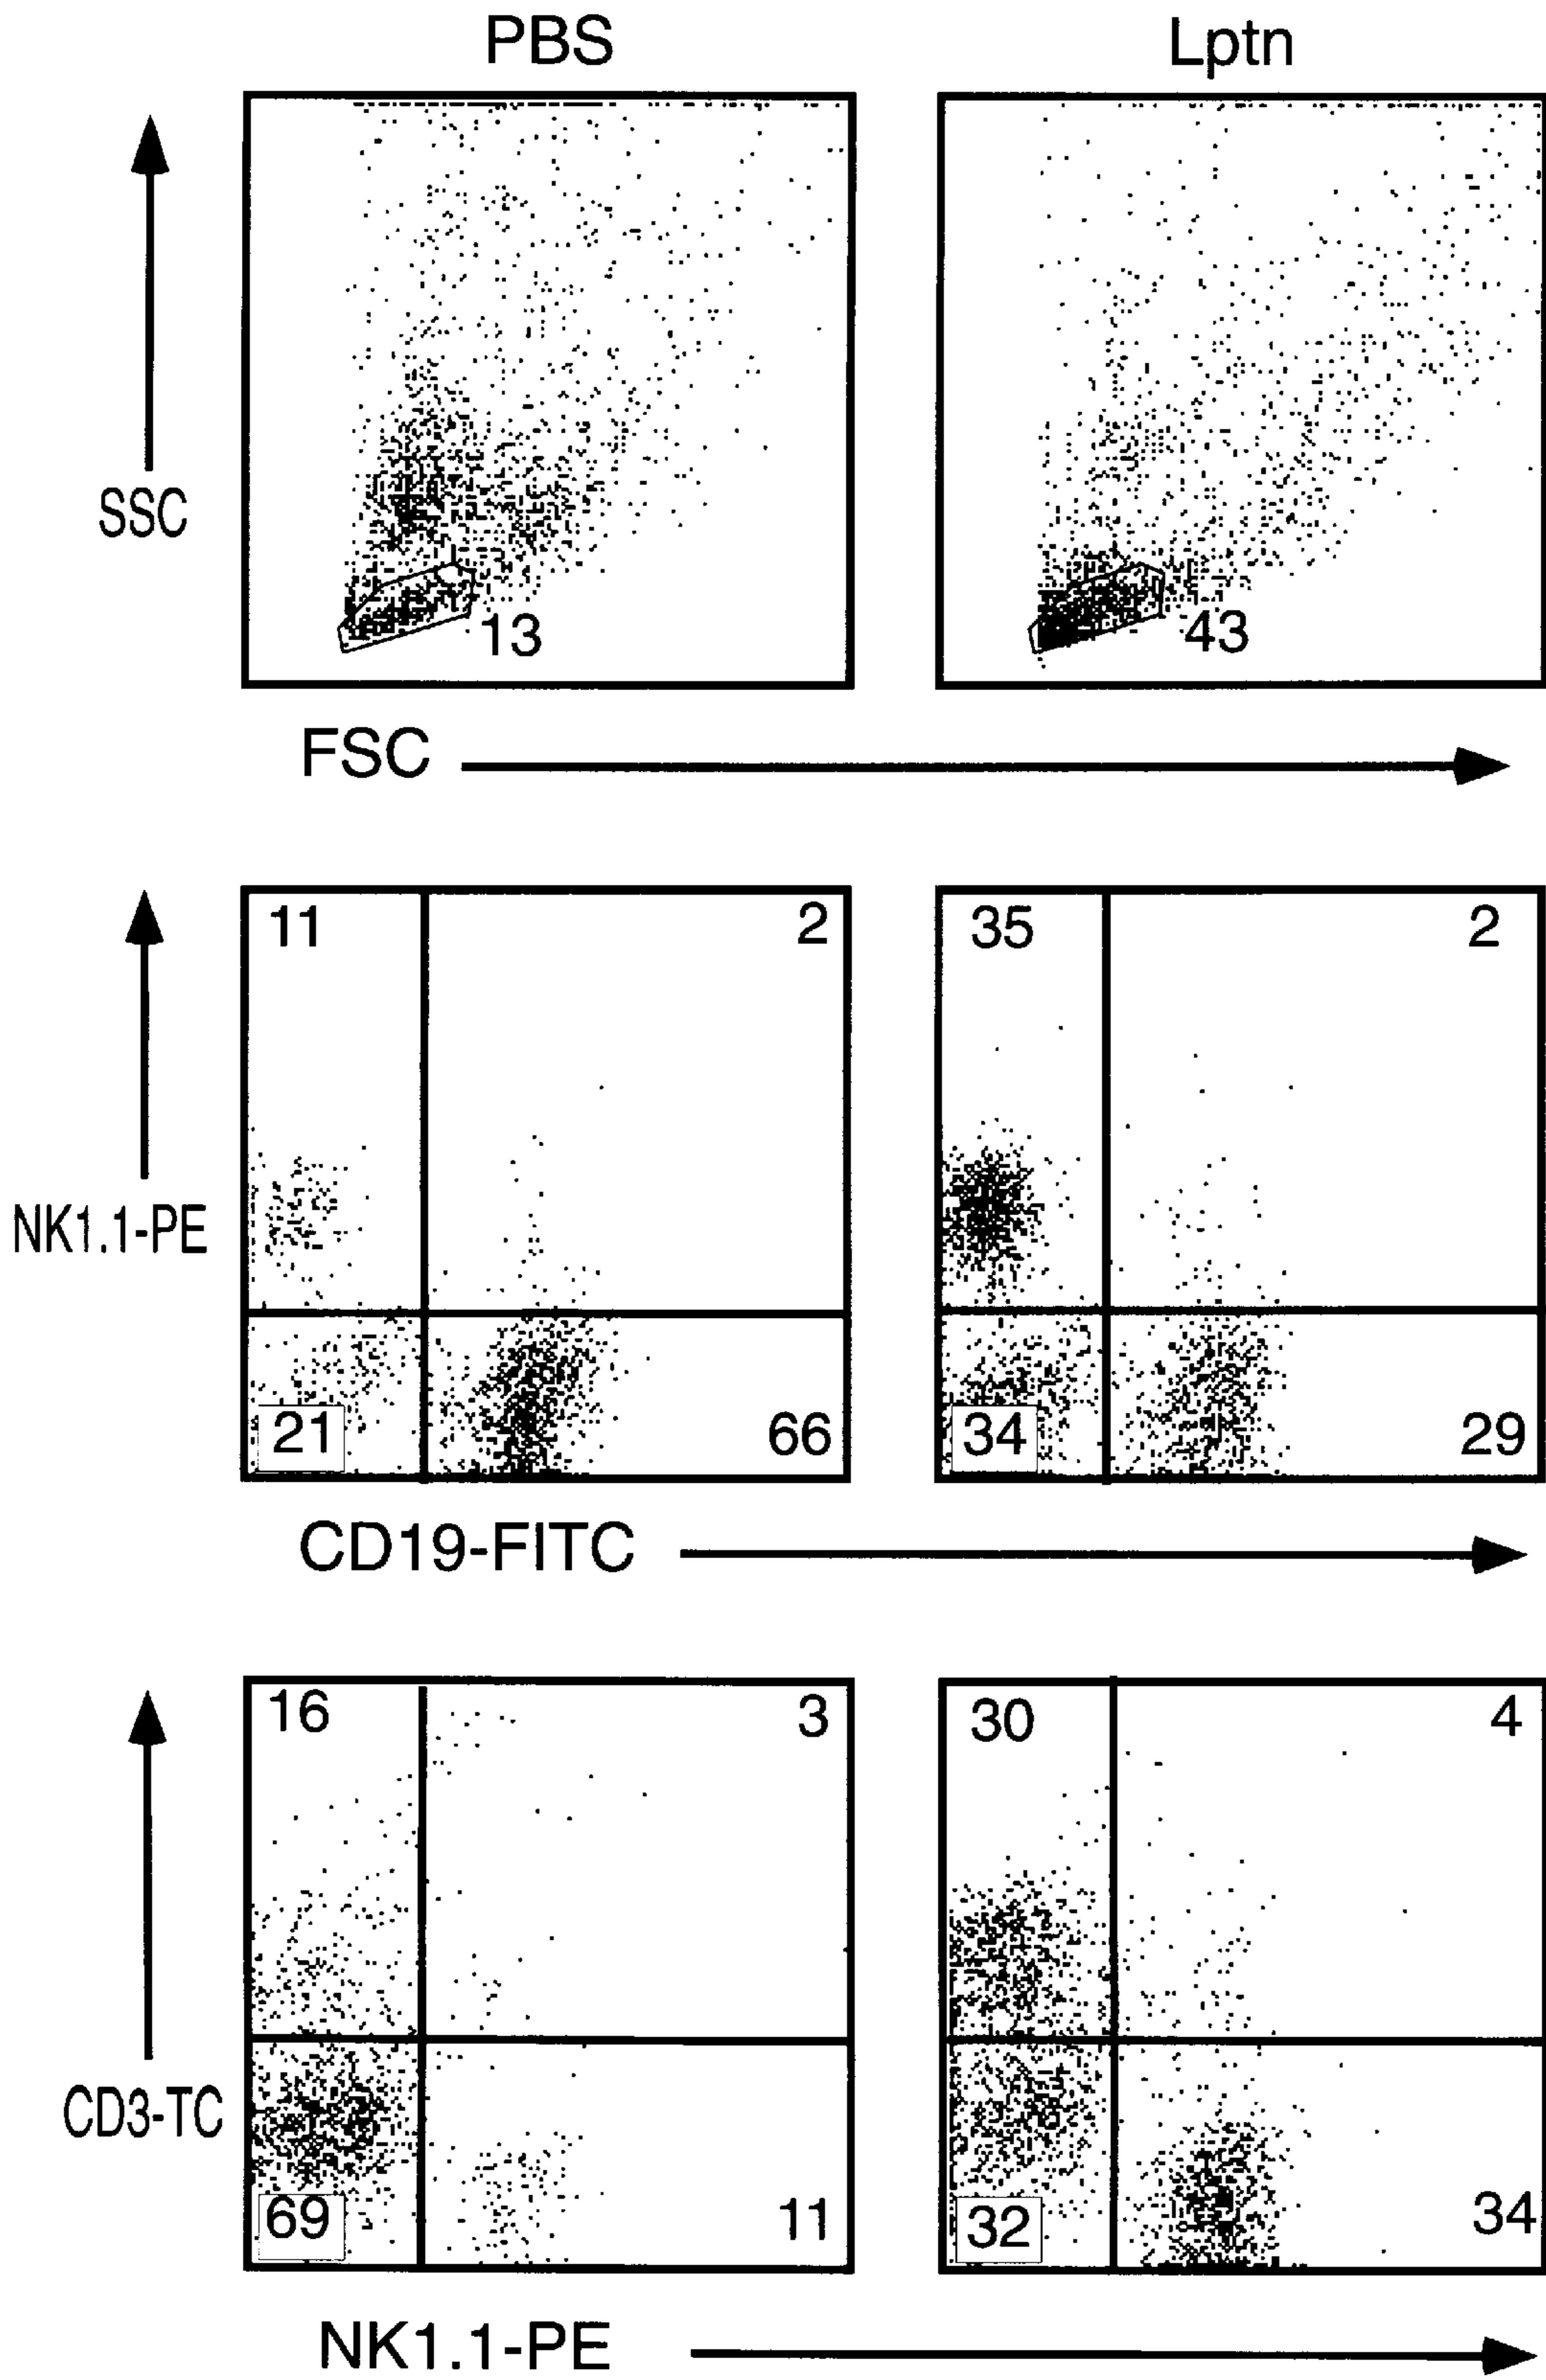 PBS Lptn
SSC
13 43
FSC
11 2 35 2
NK1.1-PE
21 66 34 29
CD19-FITC
16 3 30 4
CD3-TC
69 11 32 34
NK1.1-PE